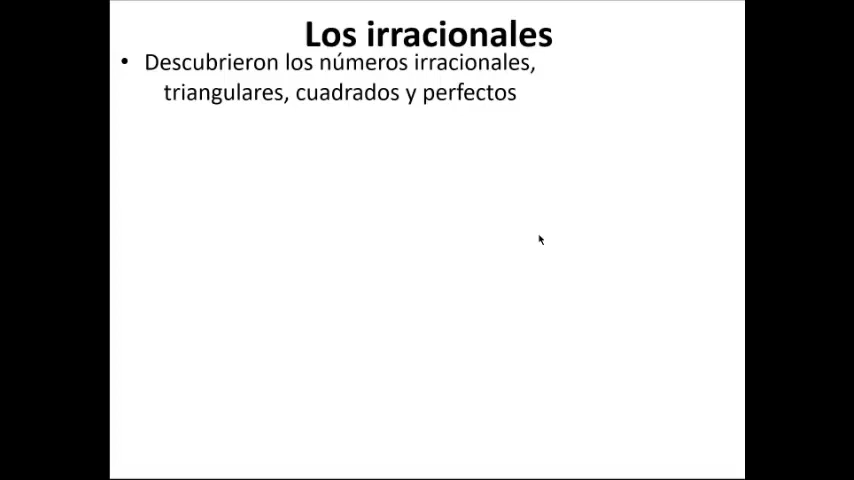 Los irracionales
• Descubrieron los números irracionales,
triangulares, cuadrados y perfectos